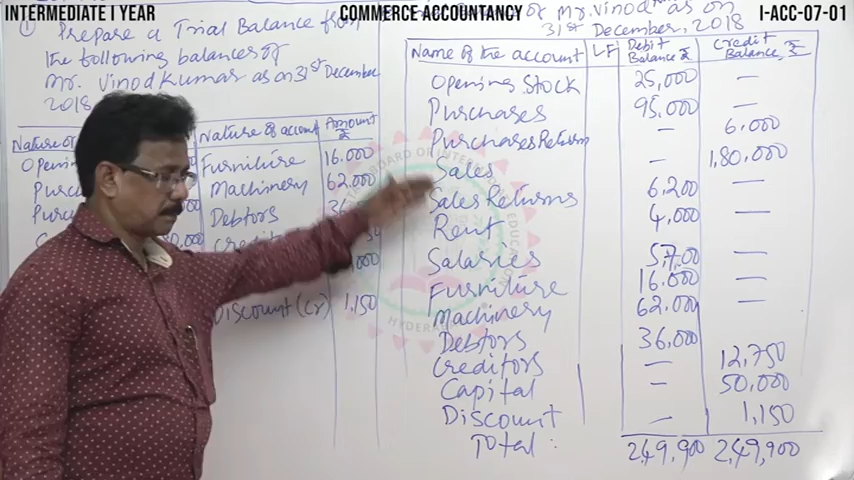 INTERMEDIATE I YEAR
COMMERCE ACCOUNTANCY
I-ACC-07-01
① Prepare a Trial Balance from
the following balances of
Mr. Vinod Kumar as on 31st December
2018
Nature of account Amount ₹
Furniture 16,000
Machinery 62,000
Debtors
Discount (Cr) 1,150
of Mr. Vinod as on
31st December, 2018
Name of the account LF Debit Balance ₹ Credit Balance, ₹
Opening Stock 25,000 —
Purchases 95,000 —
Purchases Return — 6,000
Sales — 1,80,000
Sales Returns 6,200 —
Rent 4,000 —
Salaries 57,00 —
Furniture 16,000 —
Machinery 62,000 —
Debtors 36,000
Creditors — 12,750
Capital — 50,000
Discount — 1,150
Total : 2,49,900 2,49,900